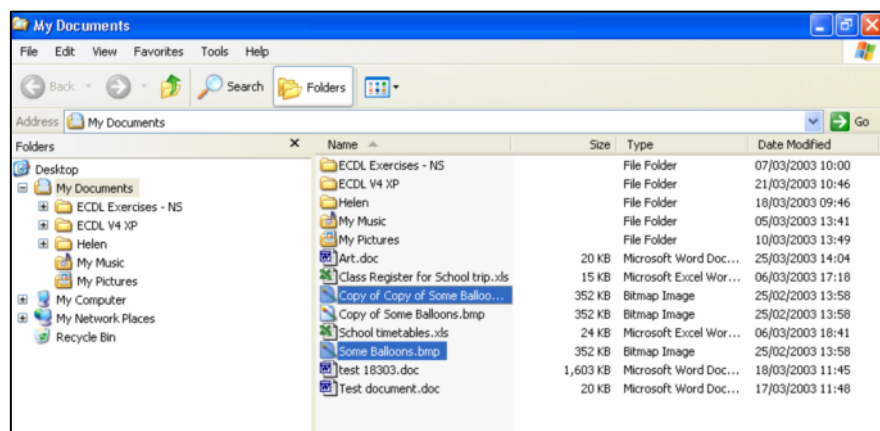 My Documents
File Edit View Favorites Tools Help
Back Search Folders
Address My Documents Go
Folders X Name Size Type Date Modified
Desktop
My Documents
ECDL Exercises - NS
ECDL V4 XP
Helen
My Music
My Pictures
My Computer
My Network Places
Recycle Bin
ECDL Exercises - NS File Folder 07/03/2003 10:00
ECDL V4 XP File Folder 21/03/2003 10:46
Helen File Folder 18/03/2003 09:46
My Music File Folder 05/03/2003 13:41
My Pictures File Folder 10/03/2003 13:49
Art.doc 20 KB Microsoft Word Doc... 25/03/2003 14:04
Class Register for School trip.xls 15 KB Microsoft Excel Wor... 06/03/2003 17:18
Copy of Copy of Some Balloo... 352 KB Bitmap Image 25/02/2003 13:58
Copy of Some Balloons.bmp 352 KB Bitmap Image 25/02/2003 13:58
School timetables.xls 24 KB Microsoft Excel Wor... 06/03/2003 18:41
Some Balloons.bmp 352 KB Bitmap Image 25/02/2003 13:58
test 18303.doc 1,603 KB Microsoft Word Doc... 18/03/2003 11:45
Test document.doc 20 KB Microsoft Word Doc... 17/03/2003 11:48